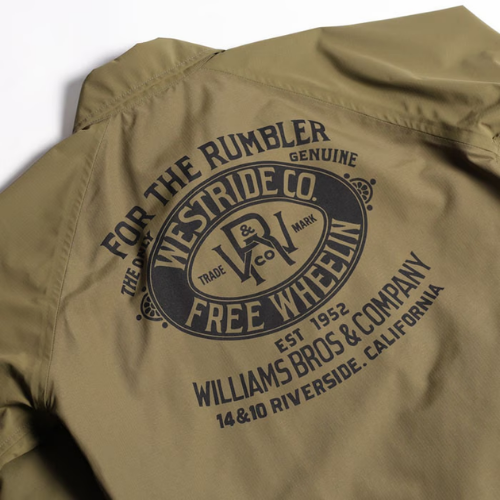 FOR THE RUMBLER
THE ONLY
GENUINE
WESTRIDE CO.
TRADE
W&R CO
MARK
FREE WHEELIN
EST 1952
WILLIAMS BROS & COMPANY
14&10 RIVERSIDE. CALIFORNIA